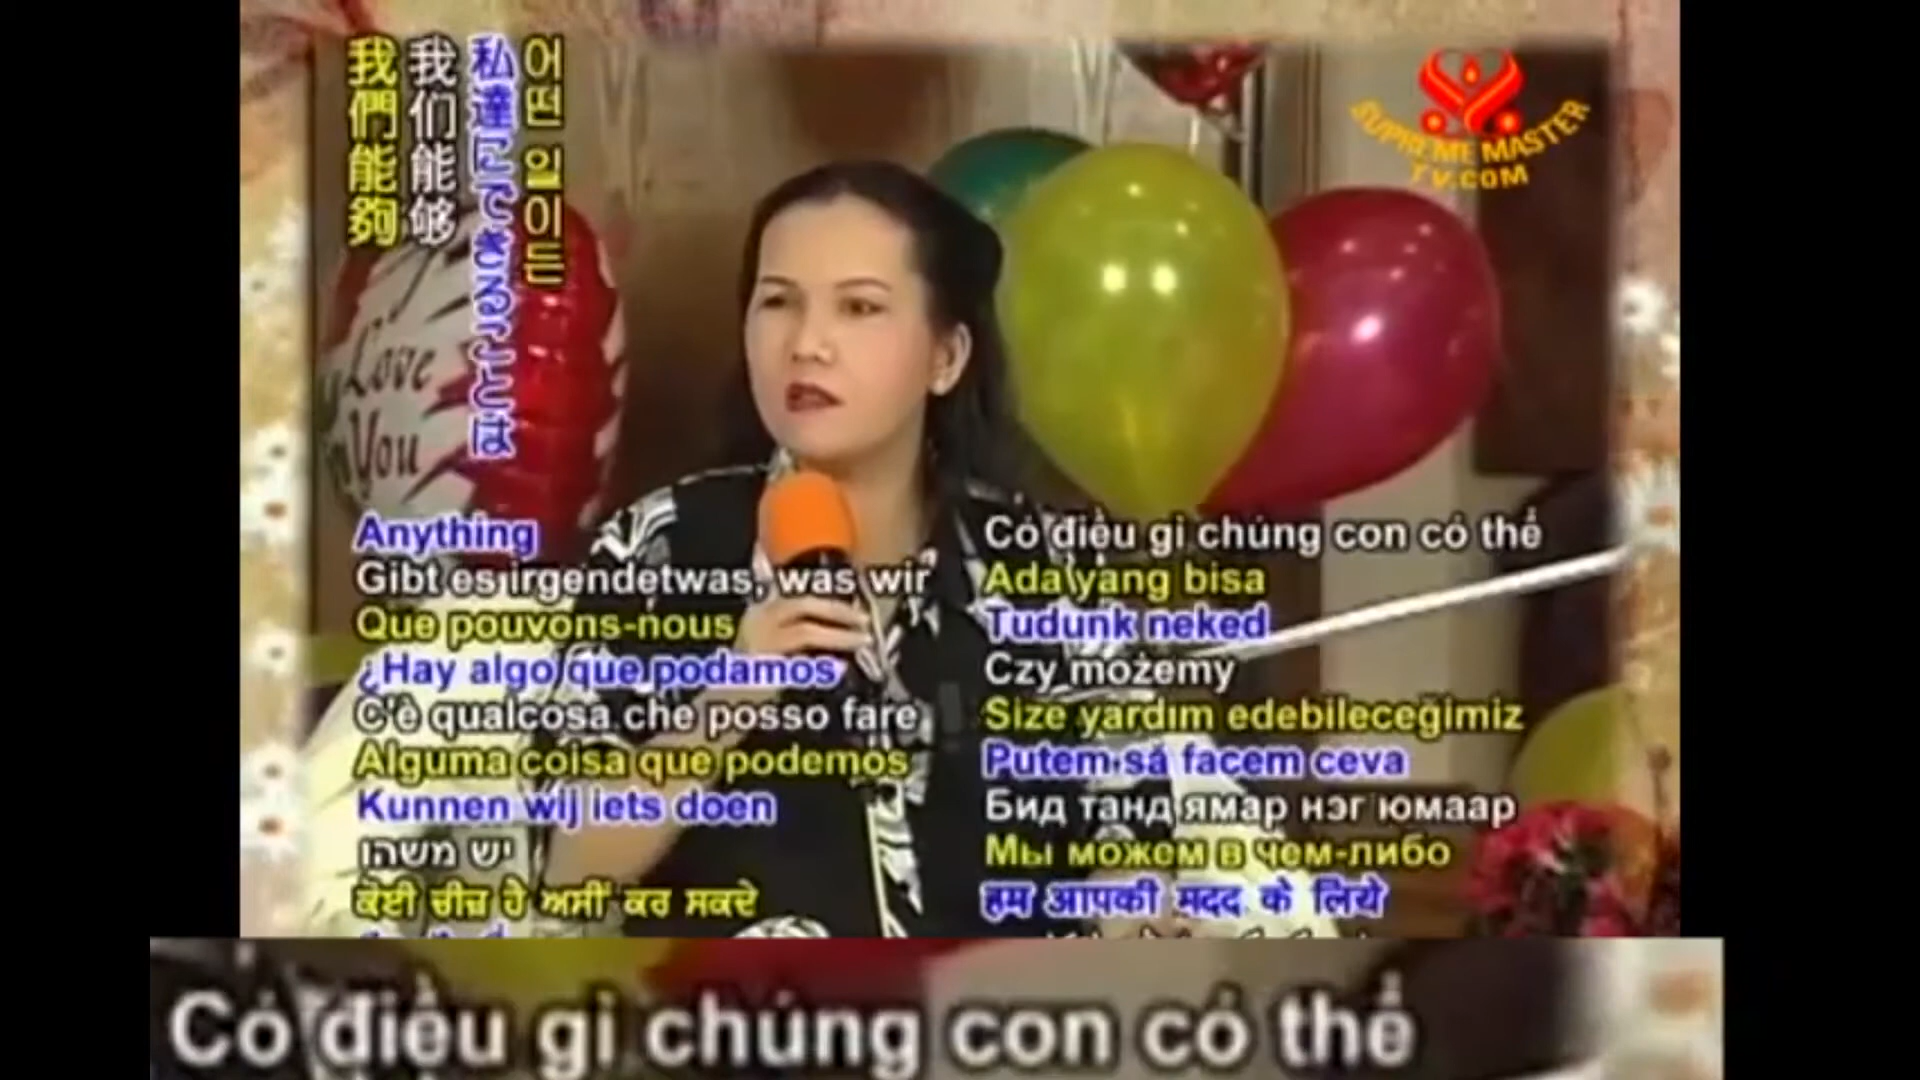 我們能夠
我们能够
私達にできることは
어떤 일이든
SUPREME MASTER
TV.COM
Love
You
Anything
Gibt es irgendetwas, was wir
Que pouvons-nous
¿Hay algo que podamos
C'è qualcosa che posso fare
Alguma coisa que podemos
Kunnen wij iets doen
יש משהו
ਕੋਈ ਚੀਜ਼ ਹੈ ਅਸੀਂ ਕਰ ਸਕਦੇ
Có điều gì chúng con có thể
Ada yang bisa
Tudunk neked
Czy możemy
Size yardım edebileceğimiz
Putem să facem ceva
Бид танд ямар нэг юмаар
Мы можем в чем-либо
हम आपकी मदद के लिये
Có điều gì chúng con có thể